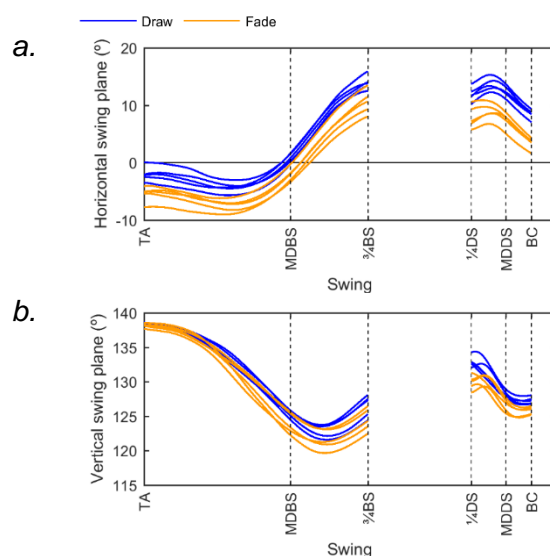 Draw Fade
a.
Horizontal swing plane (°)
20
10
0
-10
TA
MDBS
¾BS
¼DS
MDDS
BC
Swing
b.
Vertical swing plane (°)
140
135
130
125
120
115
TA
MDBS
¾BS
¼DS
MDDS
BC
Swing